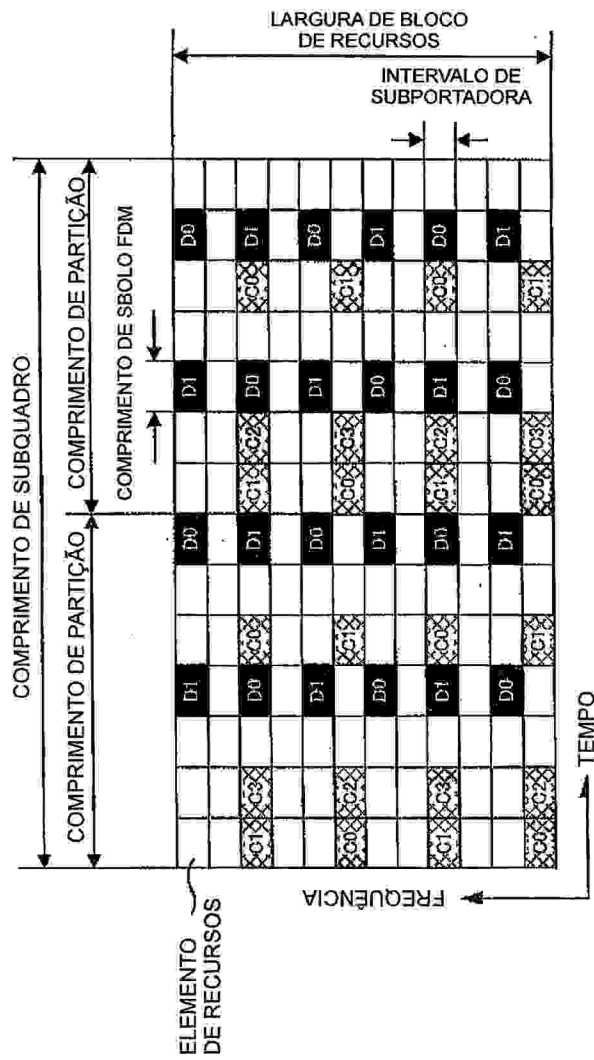 LARGURA DE BLOCO
DE RECURSOS
INTERVALO DE
SUBPORTADORA
COMPRIMENTO DE SUBQUADRO
COMPRIMENTO DE PARTIÇÃO
COMPRIMENTO DE PARTIÇÃO
COMPRIMENTO DE SBOLO FDM
D1 D0 D1 D0
C1 C3 D0 C0 D1 C1 C2 D0 C0 D1
D1 D0 D1 D0
C0 C2 C1 C0 C3 C1
D0 D1 D0 D1
C1 C3 D1 C0 D0 C1 C2 D1 C0 D0
D0 D1 D0 D1
C0 C2 C1 C0 C3 C1
ELEMENTO
DE RECURSOS
FREQUÊNCIA
TEMPO